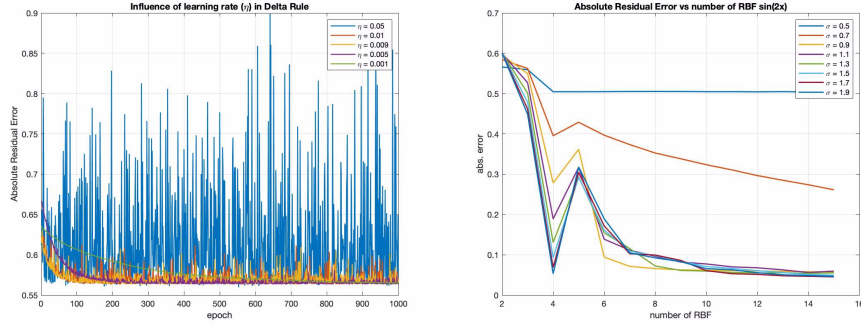 Influence of learning rate (η) in Delta Rule
0.9
0.85
0.8
0.75
0.7
0.65
0.6
0.55
Absolute Residual Error
0
100
200
300
400
500
600
700
800
900
1000
epoch
η = 0.05
η = 0.01
η = 0.009
η = 0.005
η = 0.001
Absolute Residual Error vs number of RBF sin(2x)
0.7
0.6
0.5
0.4
0.3
0.2
0.1
0
abs. error
2
4
6
8
10
12
14
16
number of RBF
σ = 0.5
σ = 0.7
σ = 0.9
σ = 1.1
σ = 1.3
σ = 1.5
σ = 1.7
σ = 1.9